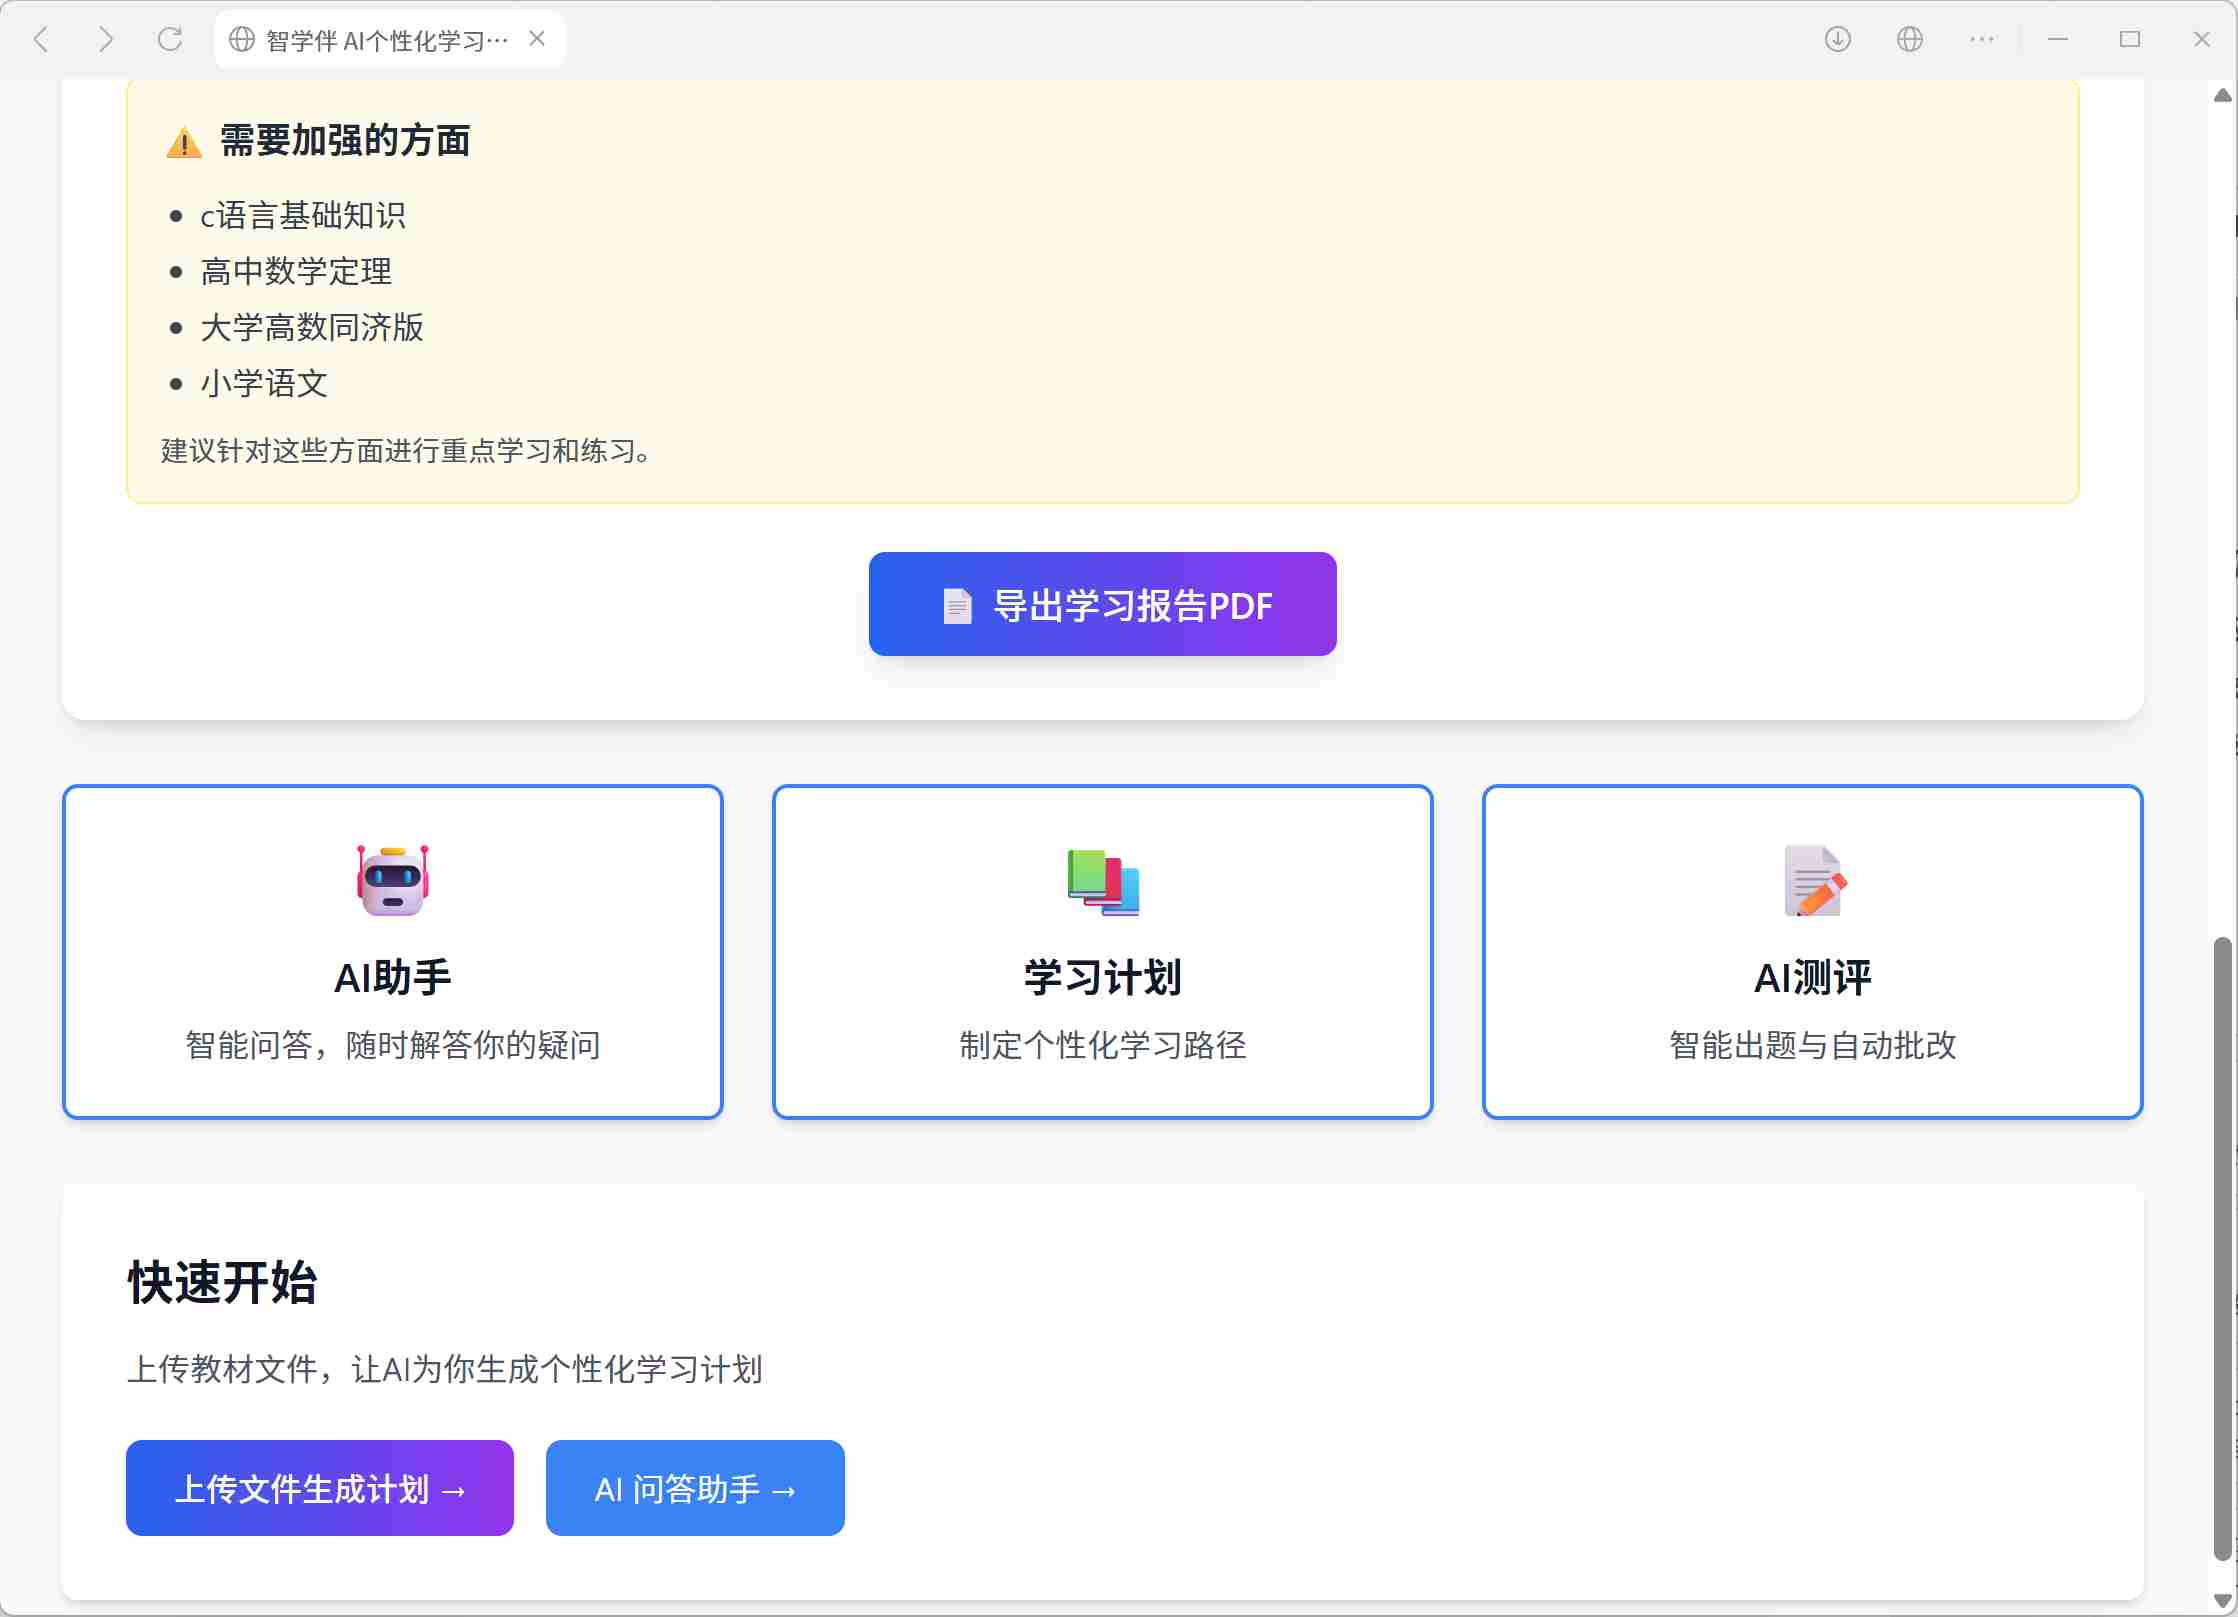 智学伴 AI个性化学习…
需要加强的方面
c语言基础知识
高中数学定理
大学高数同济版
小学语文
建议针对这些方面进行重点学习和练习。
导出学习报告PDF
AI助手
智能问答，随时解答你的疑问
学习计划
制定个性化学习路径
AI测评
智能出题与自动批改
快速开始
上传教材文件，让AI为你生成个性化学习计划
上传文件生成计划 →
AI 问答助手 →